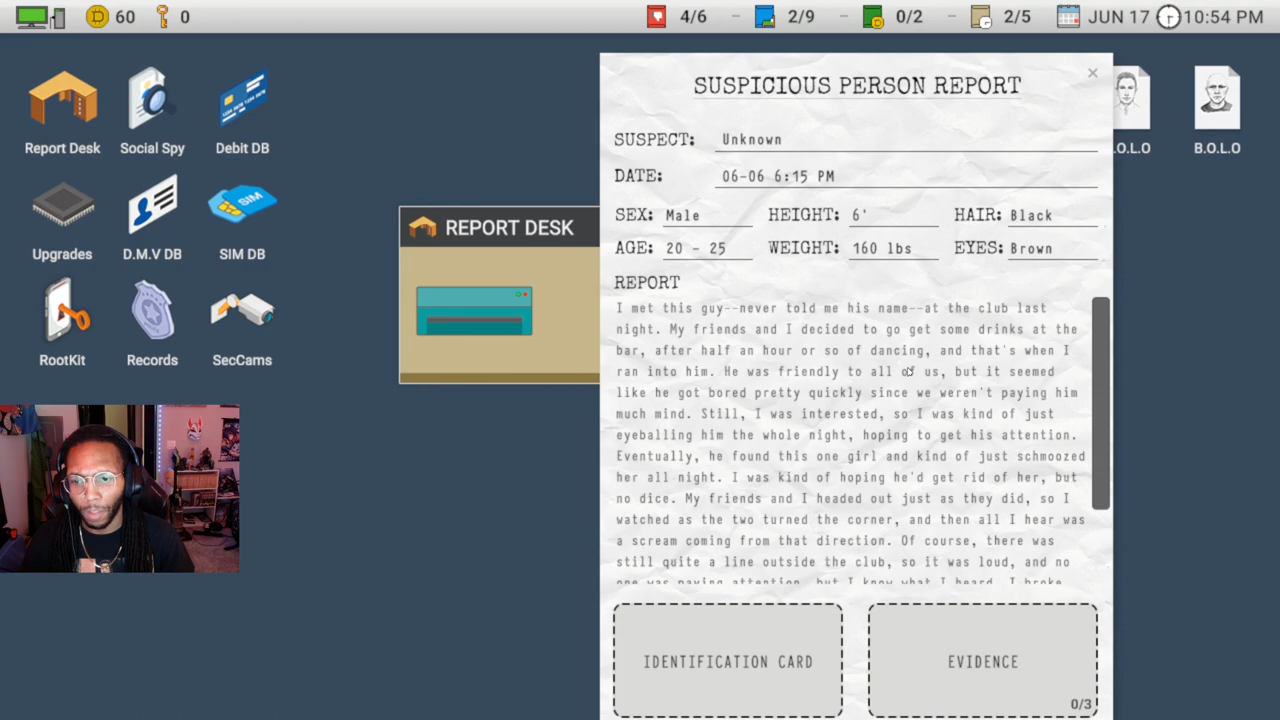 60
0
4/6
2/9
0/2
2/5
JUN 17
10:54 PM
Report Desk
Social Spy
Debit DB
Upgrades
D.M.V DB
SIM DB
RootKit
Records
SecCams
REPORT DESK
.O.L.O
B.O.L.O
SUSPICIOUS PERSON REPORT
SUSPECT: Unknown
DATE: 06-06 6:15 PM
SEX: Male HEIGHT: 6' HAIR: Black
AGE: 20 - 25 WEIGHT: 160 lbs EYES: Brown
REPORT
I met this guy--never told me his name--at the club last
night. My friends and I decided to go get some drinks at the
bar, after half an hour or so of dancing, and that's when I
ran into him. He was friendly to all of us, but it seemed
like he got bored pretty quickly since we weren't paying him
much mind. Still, I was interested, so I was kind of just
eyeballing him the whole night, hoping to get his attention.
Eventually, he found this one girl and kind of just schmoozed
her all night. I was kind of hoping he'd get rid of her, but
no dice. My friends and I headed out just as they did, so I
watched as the two turned the corner, and then all I hear was
a scream coming from that direction. Of course, there was
still quite a line outside the club, so it was loud, and no
one was paying attention, but I know what I heard. I broke
IDENTIFICATION CARD
EVIDENCE
0/3